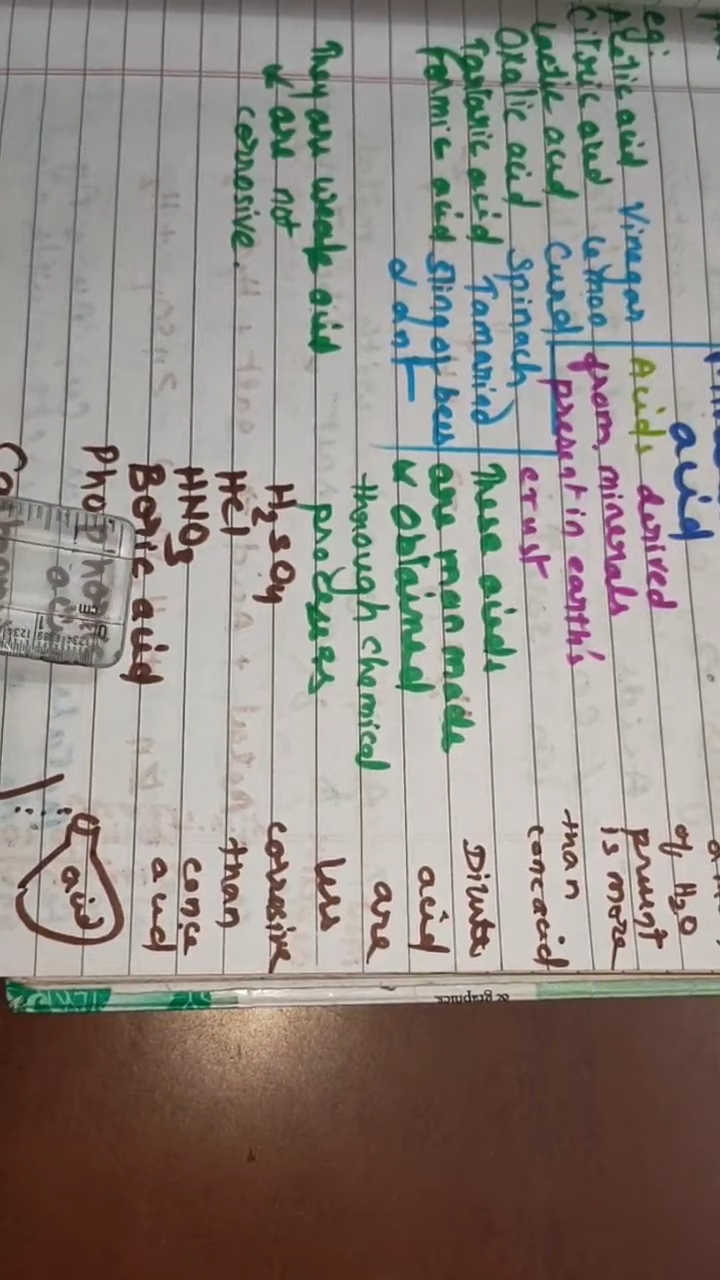 eg:
Acetic acid Vinegar
Citric acid
Lactic acid Curd
Oxalic acid Spinach
Tartaric acid Tamarind
Formic acid Sting of bees
& ant
They are weak acid
& are not
corrosive.
acid
Acids derived
from minerals
present in earth's
crust
These acids
are man made
& obtained
through chemical
processes
H₂SO₄
HCl
HNO₃
Boric acid
of H₂O
present
is more
than
conc acid
Dilute
acid
are
less
corrosive
than
conc
acid
acid
cm
& graphics